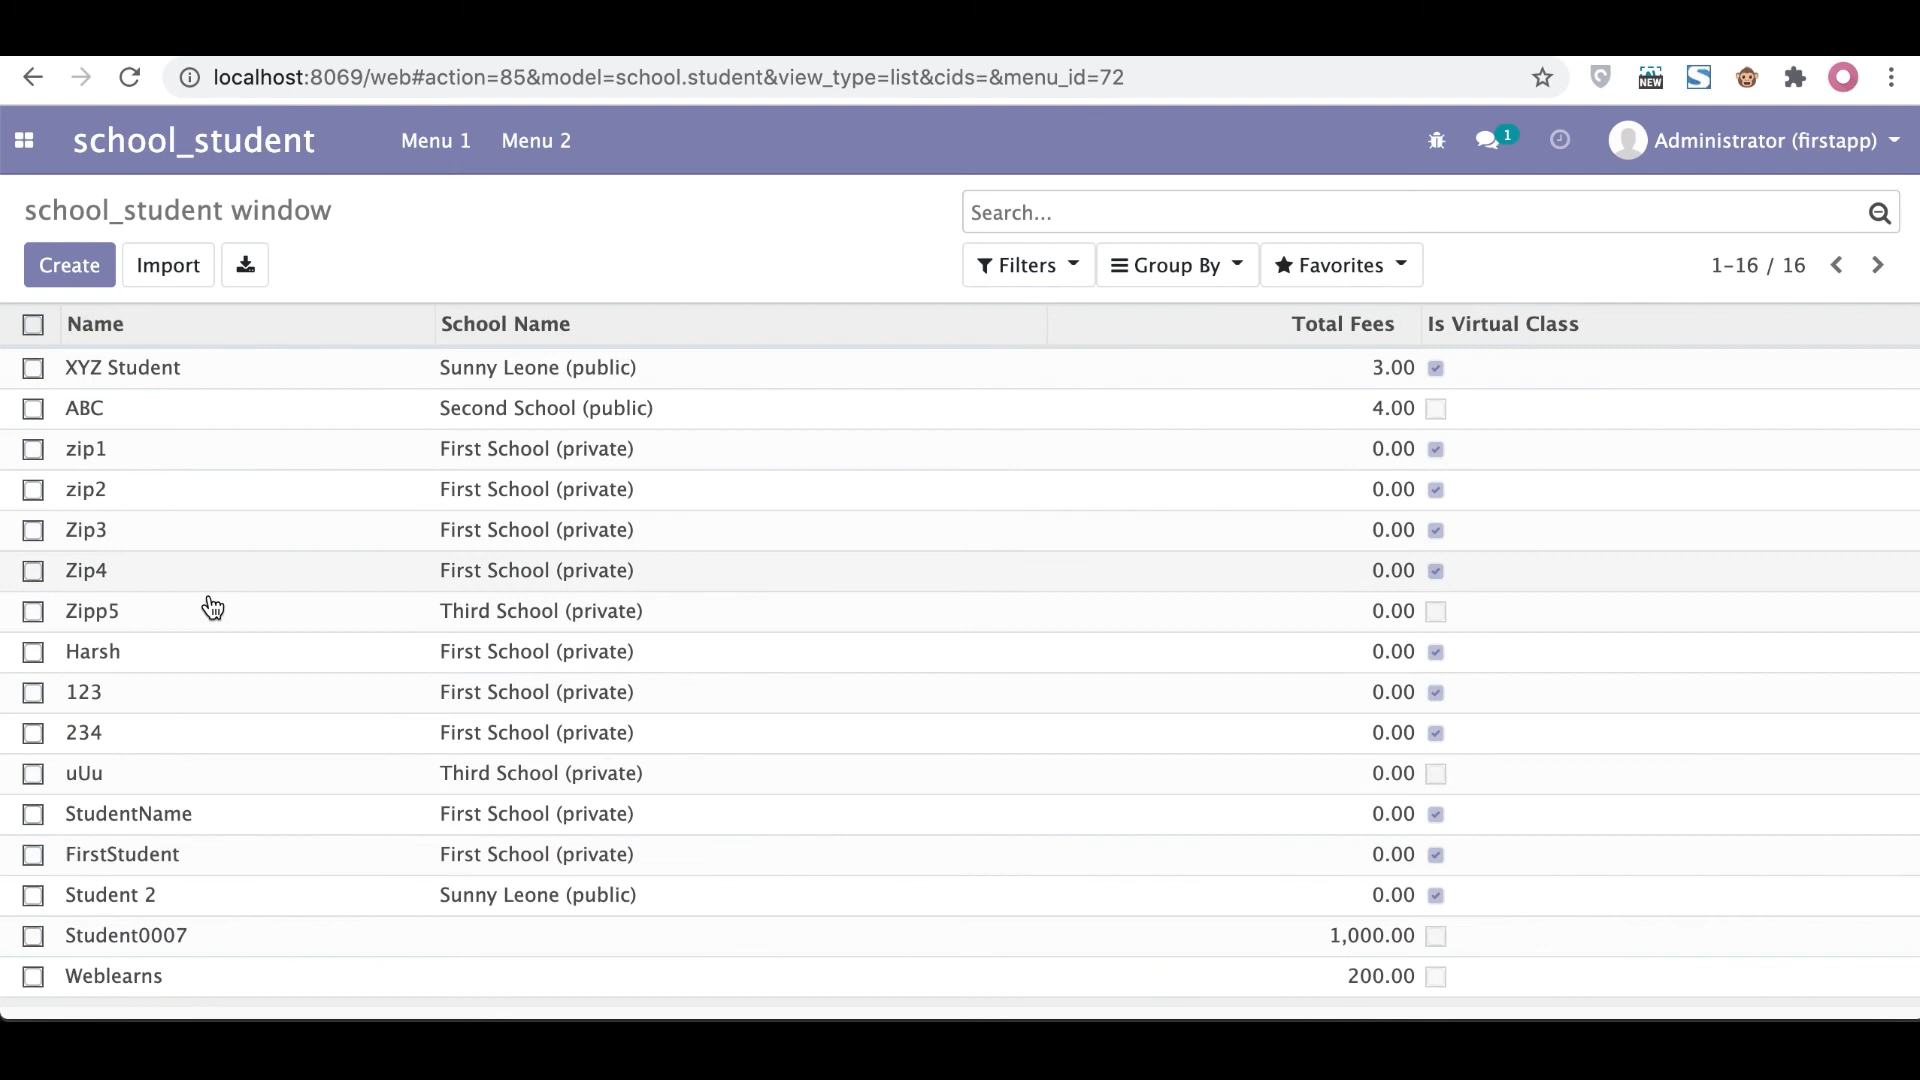 localhost:8069/web#action=85&model=school.student&view_type=list&cids=&menu_id=72
NEW
school_student Menu 1 Menu 2 1 Administrator (firstapp)
school_student window Search...
Create Import Filters Group By Favorites 1-16 / 16
Name School Name Total Fees Is Virtual Class
XYZ Student Sunny Leone (public) 3.00
ABC Second School (public) 4.00
zip1 First School (private) 0.00
zip2 First School (private) 0.00
Zip3 First School (private) 0.00
Zip4 First School (private) 0.00
Zipp5 Third School (private) 0.00
Harsh First School (private) 0.00
123 First School (private) 0.00
234 First School (private) 0.00
uUu Third School (private) 0.00
StudentName First School (private) 0.00
FirstStudent First School (private) 0.00
Student 2 Sunny Leone (public) 0.00
Student0007 1,000.00
Weblearns 200.00